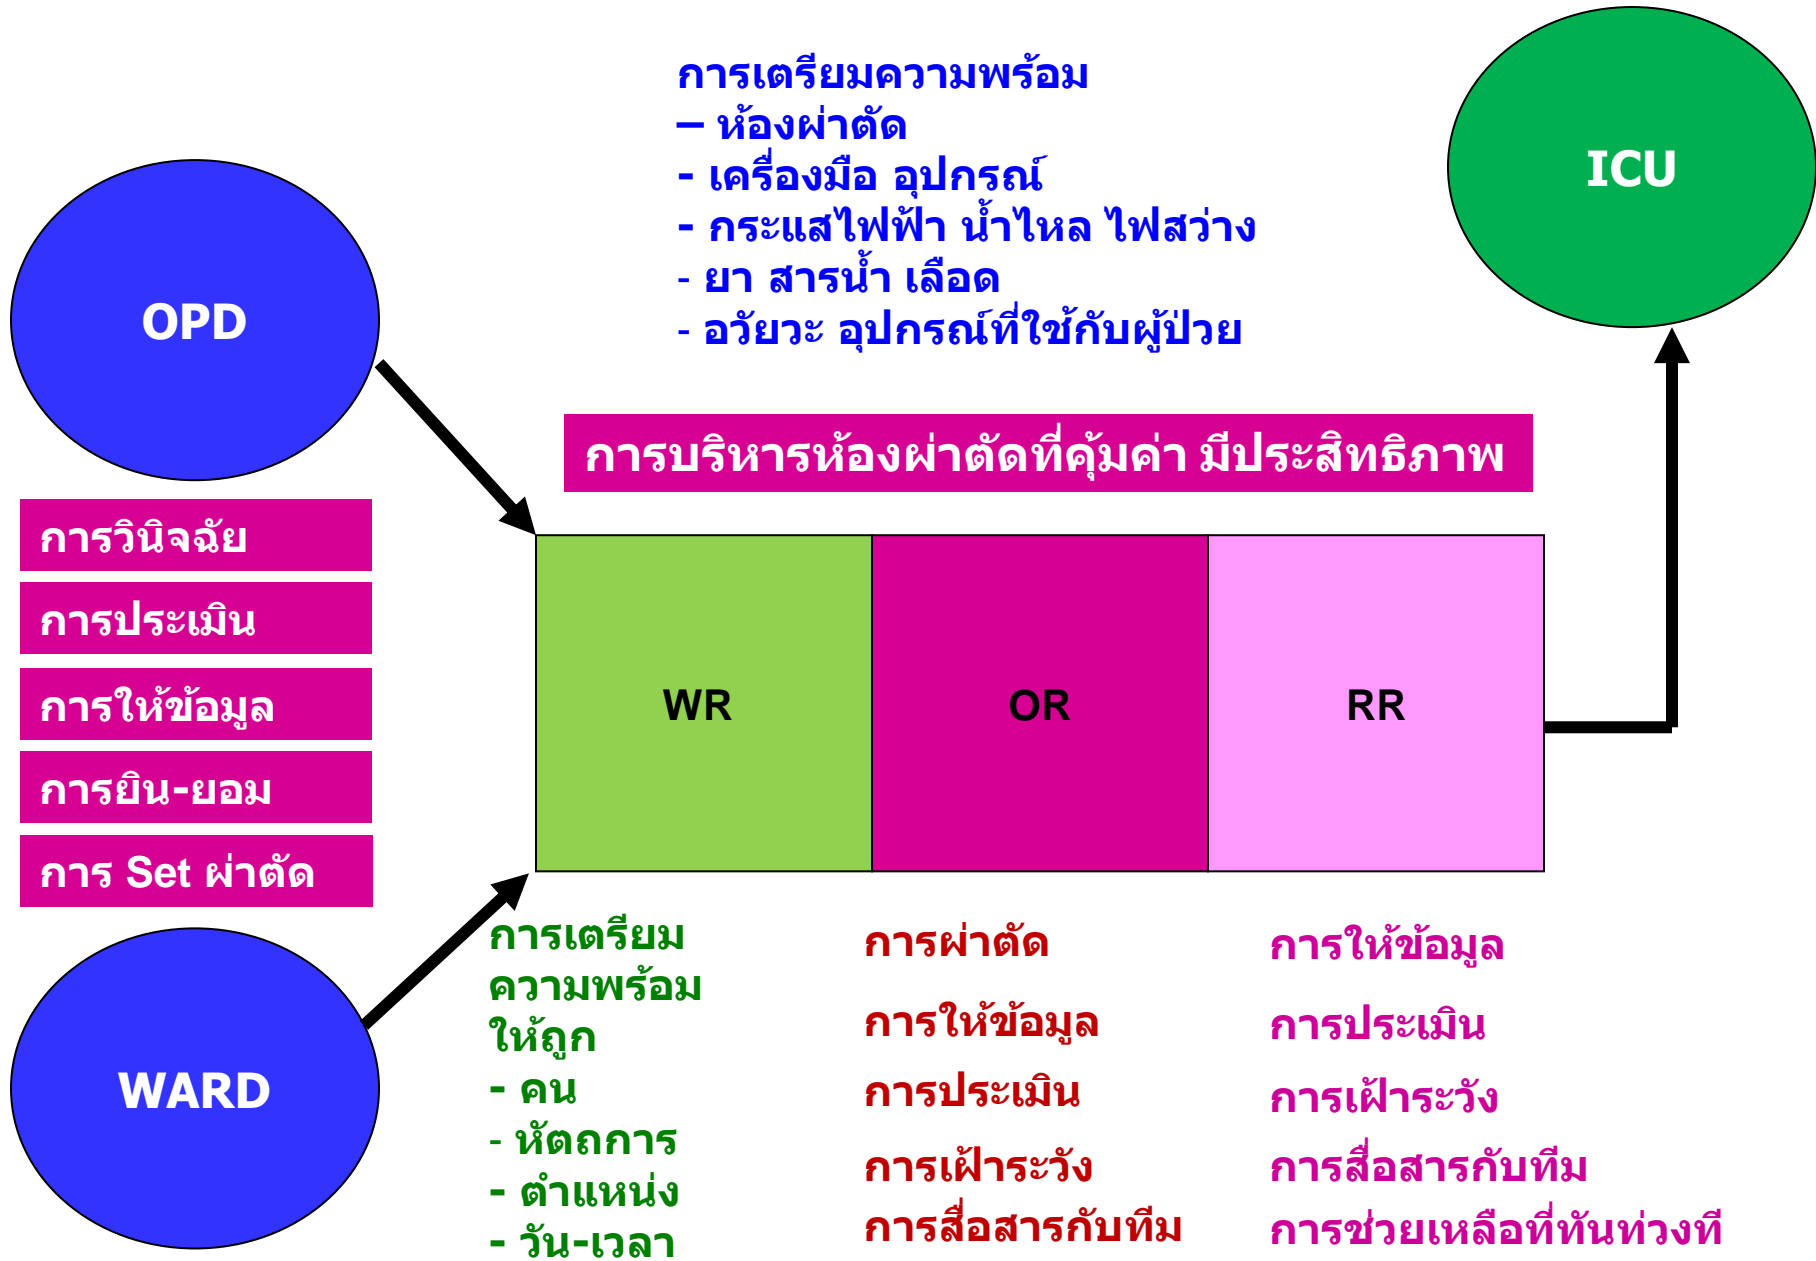 การเตรียมความพร้อม
– ห้องผ่าตัด
- เครื่องมือ อุปกรณ์
- กระแสไฟฟ้า น้ำไหล ไฟสว่าง
- ยา สารน้ำ เลือด
- อวัยวะ อุปกรณ์ที่ใช้กับผู้ป่วย
ICU
OPD
การบริหารห้องผ่าตัดที่คุ้มค่า มีประสิทธิภาพ
การวินิจฉัย
การประเมิน
การให้ข้อมูล
การยิน-ยอม
การ Set ผ่าตัด
WR
OR
RR
WARD
การเตรียม
ความพร้อม
ให้ถูก
- คน
- หัตถการ
- ตำแหน่ง
- วัน-เวลา
การผ่าตัด
การให้ข้อมูล
การประเมิน
การเฝ้าระวัง
การสื่อสารกับทีม
การให้ข้อมูล
การประเมิน
การเฝ้าระวัง
การสื่อสารกับทีม
การช่วยเหลือที่ทันท่วงที